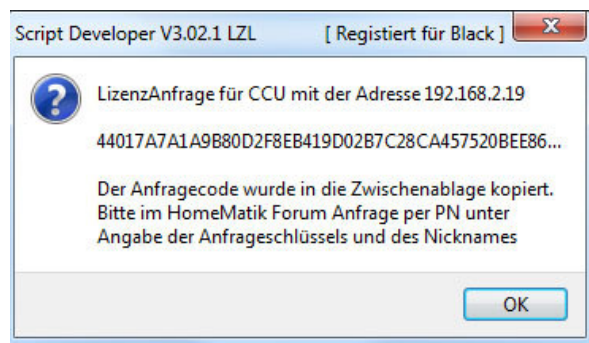 Script Developer V3.02.1 LZL [ Registiert für Black ]
LizenzAnfrage für CCU mit der Adresse 192.168.2.19
44017A7A1A9B80D2F8EB419D02B7C28CA457520BEE86...
Der Anfragecode wurde in die Zwischenablage kopiert.
Bitte im HomeMatik Forum Anfrage per PN unter
Angabe der Anfrageschlüssels und des Nicknames
OK